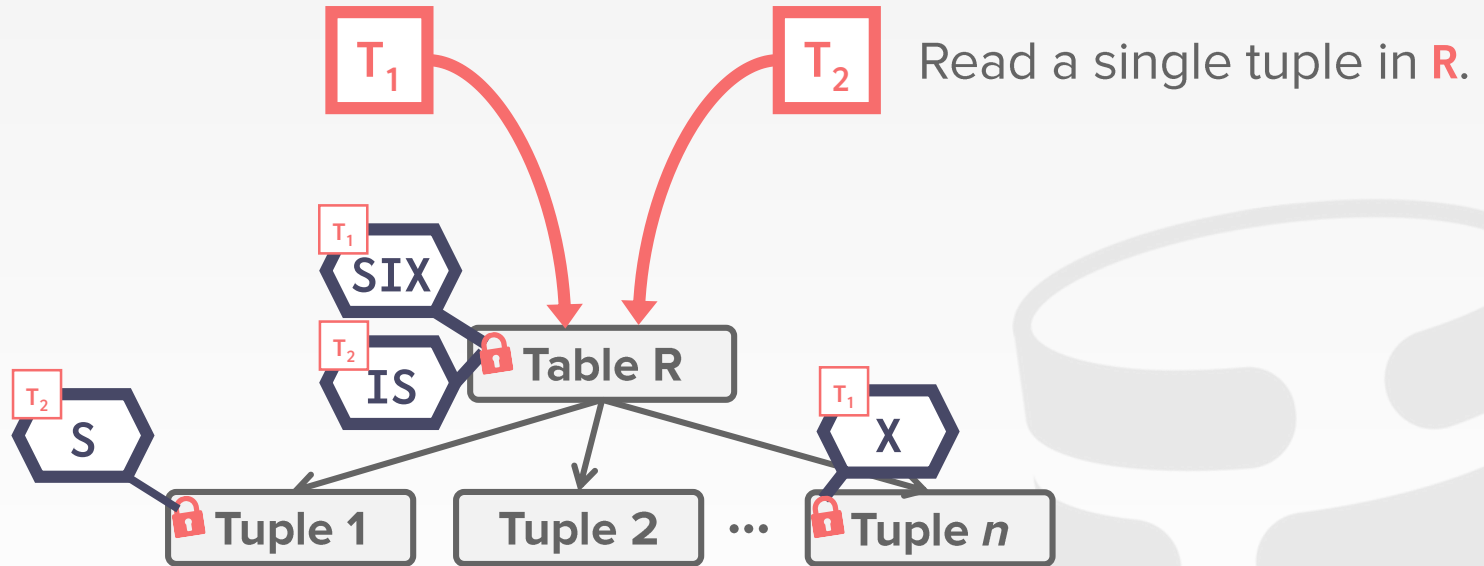 T₁
T₂
Read a single tuple in R.
T₁
SIX
T₂
IS
Table R
T₂
S
T₁
X
Tuple 1
Tuple 2
...
Tuple n